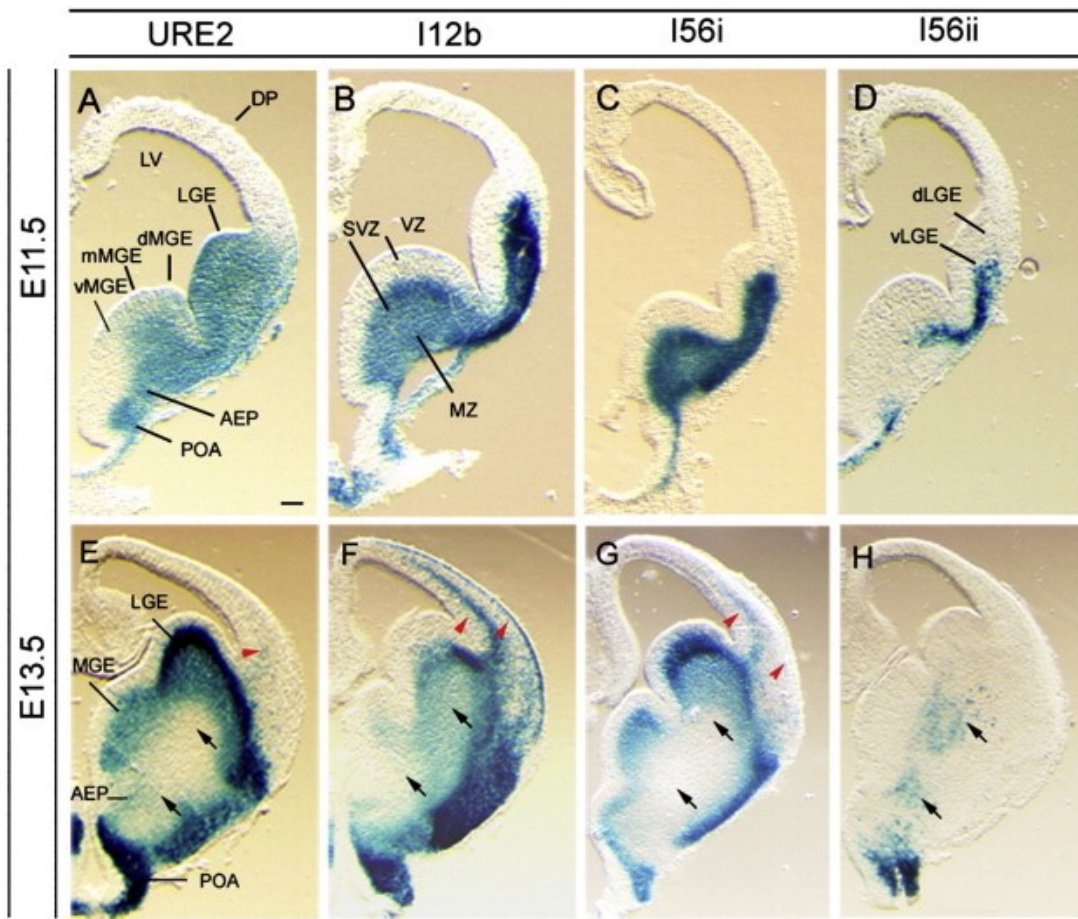 URE2 I12b I56i I56ii
E11.5
A
DP
LV
LGE
dMGE
mMGE
vMGE
AEP
POA
B
SVZ
VZ
MZ
C
D
dLGE
vLGE
E13.5
E
LGE
MGE
AEP
POA
F
G
H